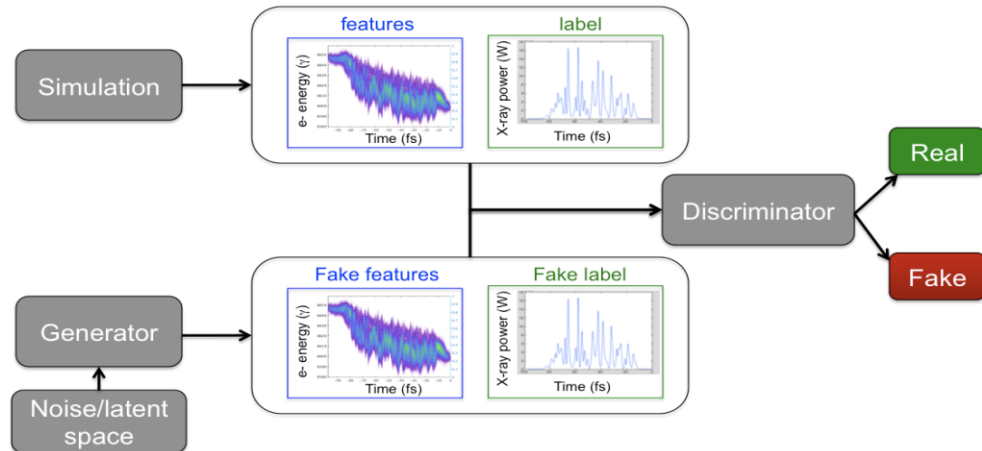 features
label
Simulation
e- energy (γ)
Time (fs)
X-ray power (W)
Time (fs)
Real
Discriminator
Fake
Fake features
Fake label
Generator
e- energy (γ)
Time (fs)
X-ray power (W)
Time (fs)
Noise/latent
space